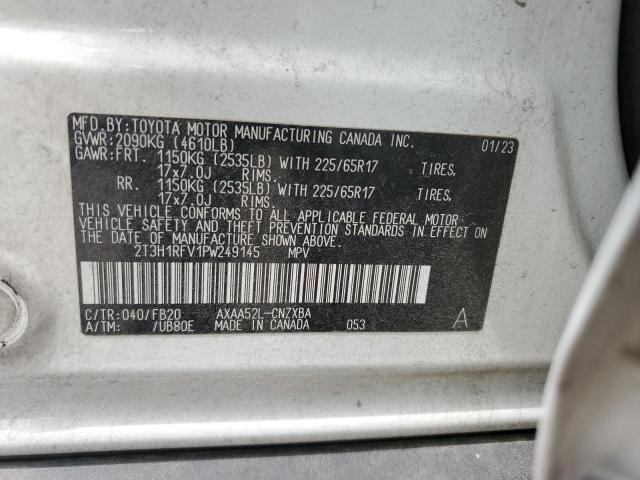 MFD.BY:TOYOTA MOTOR MANUFACTURING CANADA INC. 01/23
GVWR:2090KG (4610LB)
GAWR:FRT. 1150KG (2535LB) WITH 225/65R17 TIRES,
17x7.0J RIMS.
RR. 1150KG (2535LB) WITH 225/65R17 TIRES,
17x7.0J RIMS.
THIS VEHICLE CONFORMS TO ALL APPLICABLE FEDERAL MOTOR
VEHICLE SAFETY AND THEFT PREVENTION STANDARDS IN EFFECT ON
THE DATE OF MANUFACTURE SHOWN ABOVE.
2T3H1RFV1PW249145 MPV
C/TR:040/FB20 AXAA52L-CNZXBA
A/TM: /UB80E MADE IN CANADA 053 A